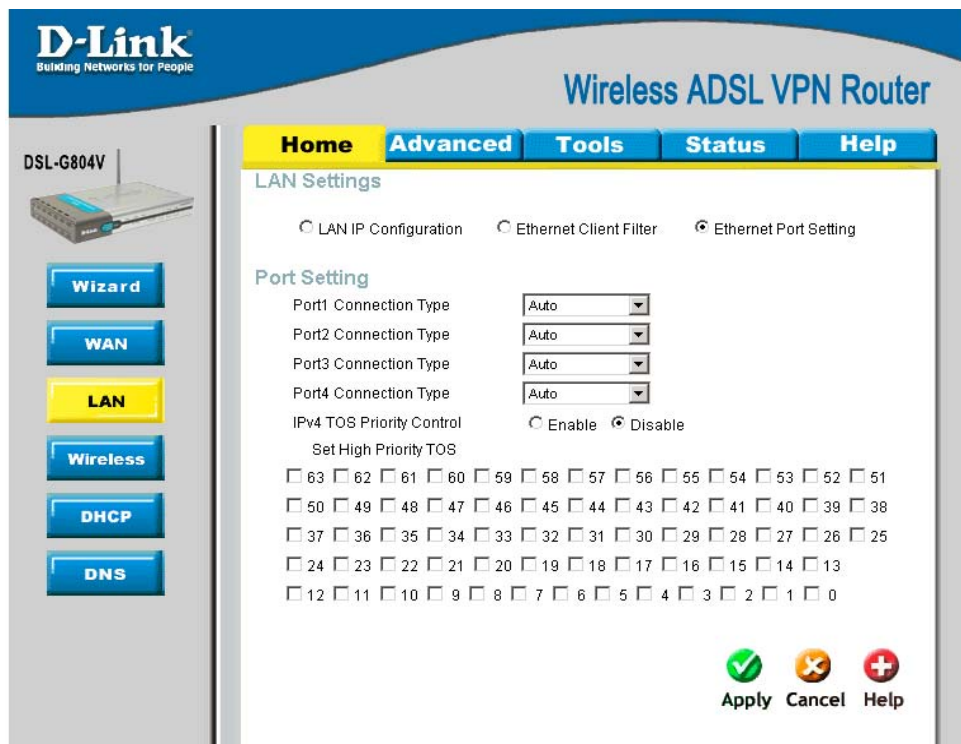 D-Link
Building Networks for People
Wireless ADSL VPN Router
DSL-G804V
Home Advanced Tools Status Help
LAN Settings
LAN IP Configuration Ethernet Client Filter Ethernet Port Setting
Wizard
WAN
LAN
Wireless
DHCP
DNS
Port Setting
Port1 Connection Type Auto
Port2 Connection Type Auto
Port3 Connection Type Auto
Port4 Connection Type Auto
IPv4 TOS Priority Control Enable Disable
Set High Priority TOS
63 62 61 60 59 58 57 56 55 54 53 52 51
50 49 48 47 46 45 44 43 42 41 40 39 38
37 36 35 34 33 32 31 30 29 28 27 26 25
24 23 22 21 20 19 18 17 16 15 14 13
12 11 10 9 8 7 6 5 4 3 2 1 0
Apply Cancel Help